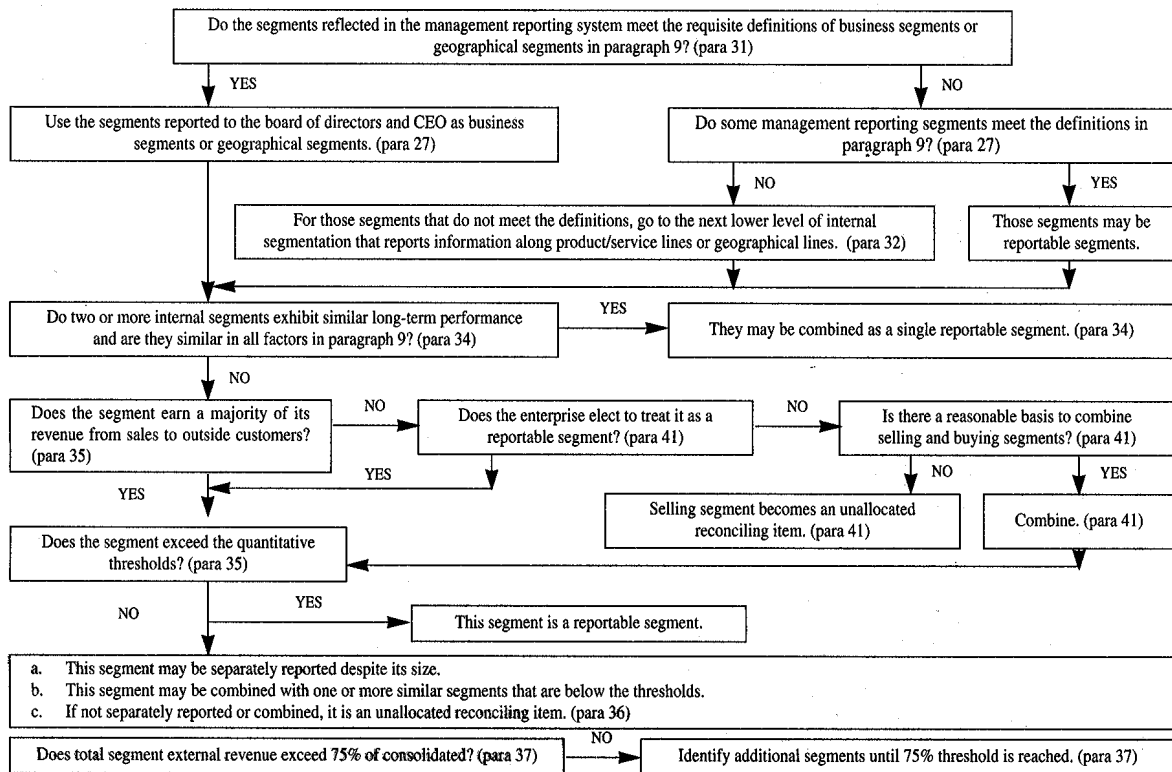 Do the segments reflected in the management reporting system meet the requisite definitions of business segments or
geographical segments in paragraph 9? (para 31)
YES
NO
Use the segments reported to the board of directors and CEO as business
segments or geographical segments. (para 27)
Do some management reporting segments meet the definitions in
paragraph 9? (para 27)
NO
YES
For those segments that do not meet the definitions, go to the next lower level of internal
segmentation that reports information along product/service lines or geographical lines. (para 32)
Those segments may be
reportable segments.
Do two or more internal segments exhibit similar long-term performance
and are they similar in all factors in paragraph 9? (para 34)
YES
They may be combined as a single reportable segment. (para 34)
NO
Does the segment earn a majority of its
revenue from sales to outside customers?
(para 35)
NO
Does the enterprise elect to treat it as a
reportable segment? (para 41)
NO
Is there a reasonable basis to combine
selling and buying segments? (para 41)
YES
YES
NO
YES
Selling segment becomes an unallocated
reconciling item. (para 41)
Combine. (para 41)
Does the segment exceed the quantitative
thresholds? (para 35)
NO
YES
This segment is a reportable segment.
a. This segment may be separately reported despite its size.
b. This segment may be combined with one or more similar segments that are below the thresholds.
c. If not separately reported or combined, it is an unallocated reconciling item. (para 36)
Does total segment external revenue exceed 75% of consolidated? (para 37)
NO
Identify additional segments until 75% threshold is reached. (para 37)